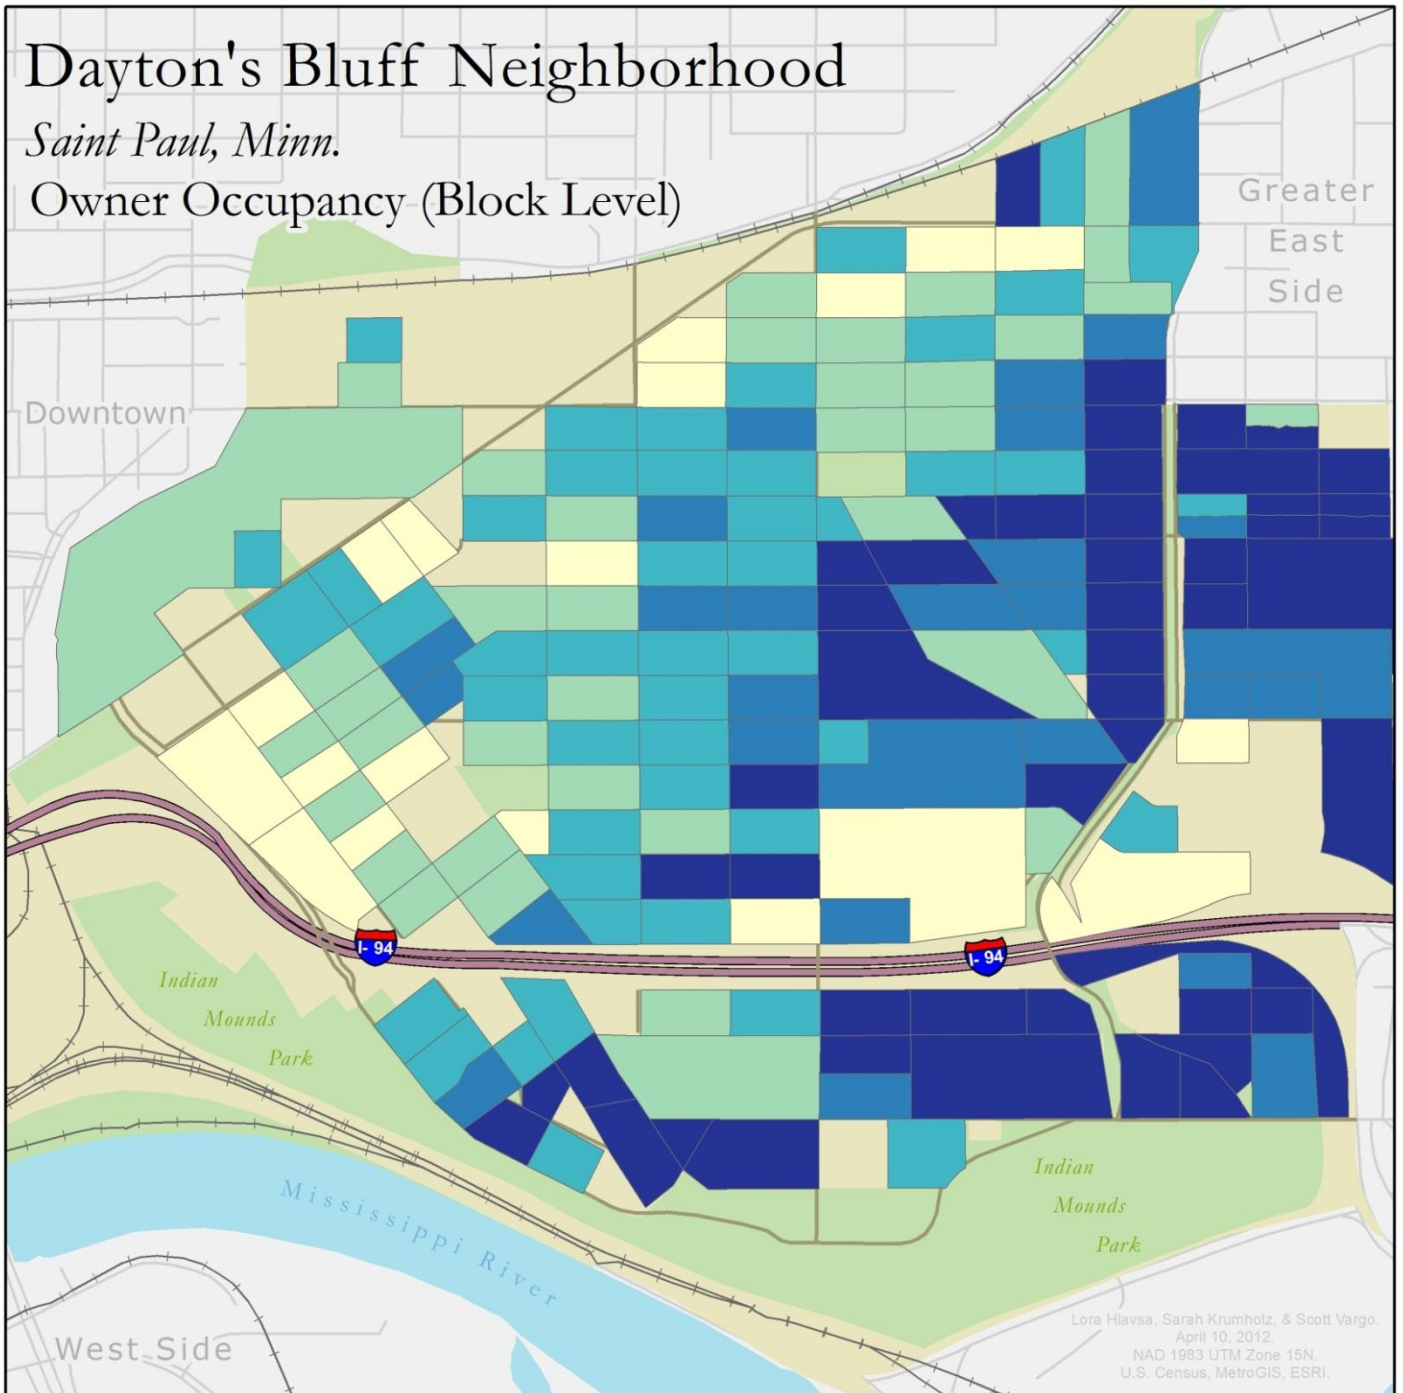 Dayton's Bluff Neighborhood
Saint Paul, Minn.
Owner Occupancy (Block Level)
Greater
East
Side
Downtown
I- 94
I- 94
Indian
Mounds
Park
Indian
Mounds
Park
Mississippi River
West Side
Lora Hlavsa, Sarah Krumholz, & Scott Vargo.
April 10, 2012.
NAD 1983 UTM Zone 15N.
U.S. Census, MetroGIS, ESRI.